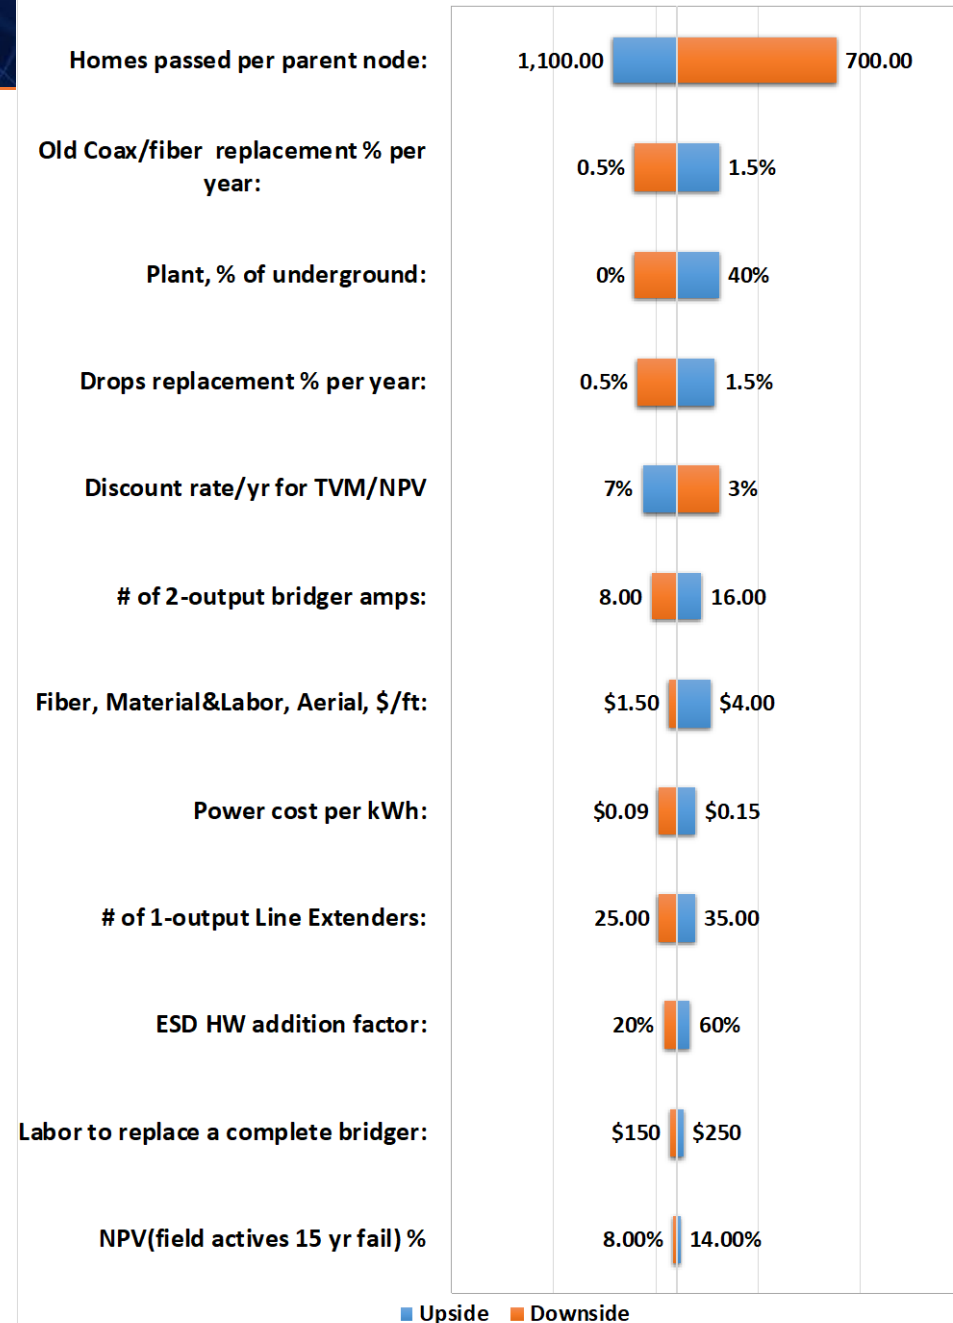 Homes passed per parent node:
1,100.00
700.00
Old Coax/fiber replacement % per
year:
0.5%
1.5%
Plant, % of underground:
0%
40%
Drops replacement % per year:
0.5%
1.5%
Discount rate/yr for TVM/NPV
7%
3%
# of 2-output bridger amps:
8.00
16.00
Fiber, Material&Labor, Aerial, $/ft:
$1.50
$4.00
Power cost per kWh:
$0.09
$0.15
# of 1-output Line Extenders:
25.00
35.00
ESD HW addition factor:
20%
60%
Labor to replace a complete bridger:
$150
$250
NPV(field actives 15 yr fail) %
8.00%
14.00%
Upside
Downside